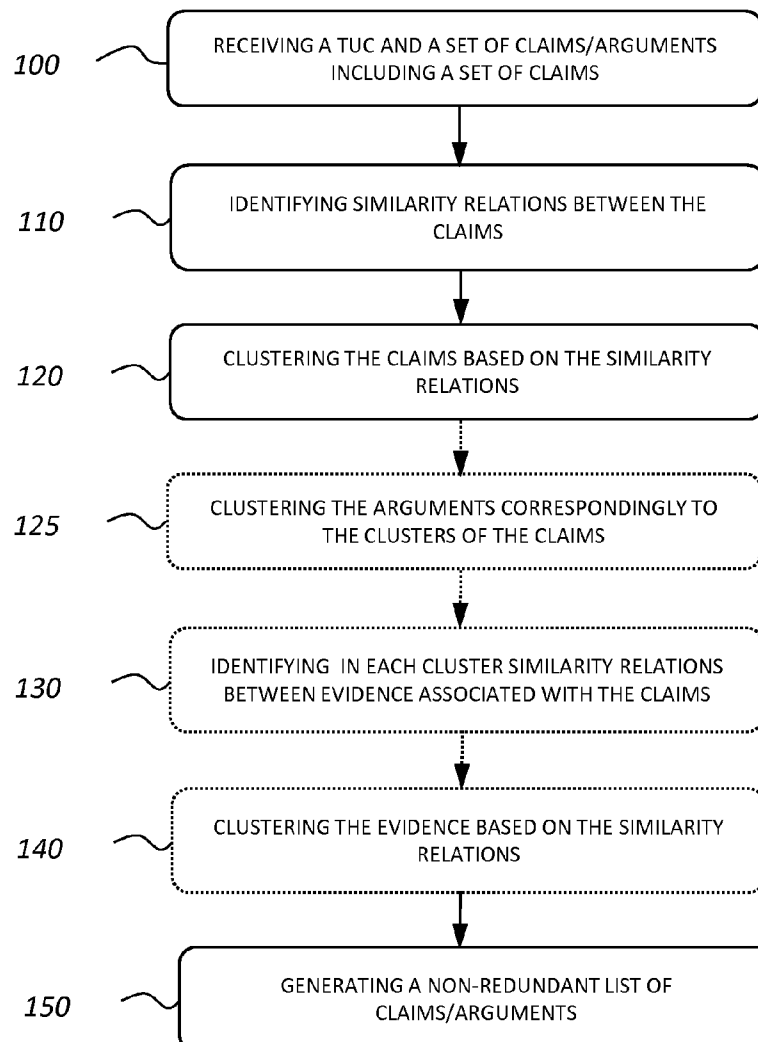 100
RECEIVING A TUC AND A SET OF CLAIMS/ARGUMENTS
INCLUDING A SET OF CLAIMS
110
IDENTIFYING SIMILARITY RELATIONS BETWEEN THE
CLAIMS
120
CLUSTERING THE CLAIMS BASED ON THE SIMILARITY
RELATIONS
125
CLUSTERING THE ARGUMENTS CORRESPONDINGLY TO
THE CLUSTERS OF THE CLAIMS
130
IDENTIFYING IN EACH CLUSTER SIMILARITY RELATIONS
BETWEEN EVIDENCE ASSOCIATED WITH THE CLAIMS
140
CLUSTERING THE EVIDENCE BASED ON THE SIMILARITY
RELATIONS
150
GENERATING A NON-REDUNDANT LIST OF
CLAIMS/ARGUMENTS